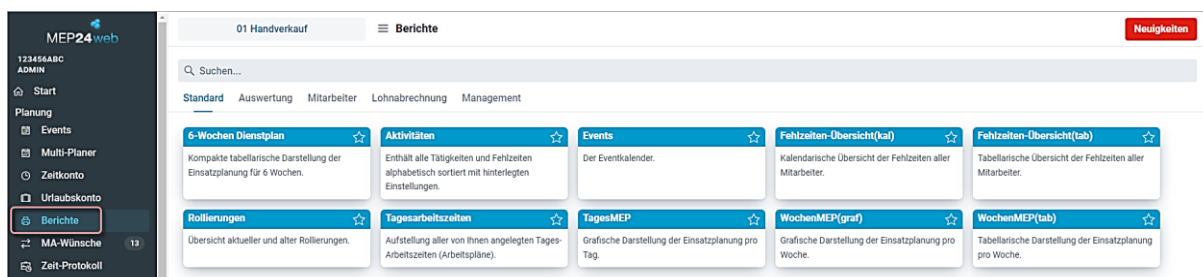 MEP24web
123456ABC
ADMIN
Start
Planung
Events
Multi-Planer
Zeitkonto
Urlaubskonto
Berichte
MA-Wünsche 13
Zeit-Protokoll
01 Handverkauf
Berichte
Neuigkeiten
Suchen...
Standard Auswertung Mitarbeiter Lohnabrechnung Management
6-Wochen Dienstplan
Kompakte tabellarische Darstellung der
Einsatzplanung für 6 Wochen.
Aktivitäten
Enthält alle Tätigkeiten und Fehlzeiten
alphabetisch sortiert mit hinterlegten
Einstellungen.
Events
Der Eventkalender.
Fehlzeiten-Übersicht(kal)
Kalendarische Übersicht der Fehlzeiten aller
Mitarbeiter.
Fehlzeiten-Übersicht(tab)
Tabellarische Übersicht der Fehlzeiten aller
Mitarbeiter.
Rollierungen
Übersicht aktueller und alter Rollierungen.
Tagesarbeitszeiten
Aufstellung aller von Ihnen angelegten Tages-
Arbeitszeiten (Arbeitspläne).
TagesMEP
Grafische Darstellung der Einsatzplanung pro
Tag.
WochenMEP(graf)
Grafische Darstellung der Einsatzplanung pro
Woche.
WochenMEP(tab)
Tabellarische Darstellung der Einsatzplanung
pro Woche.